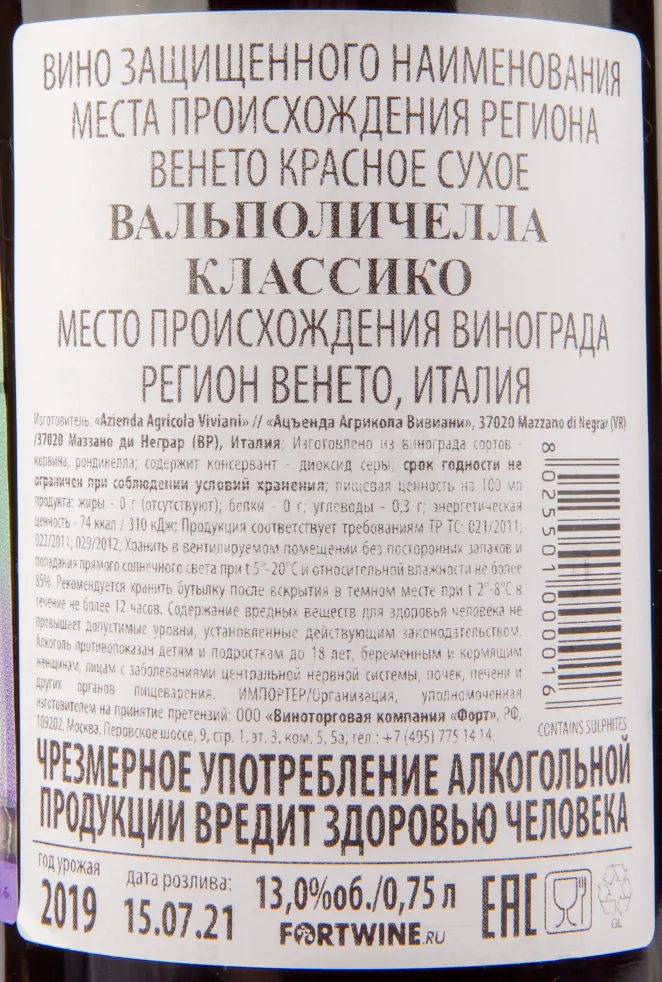 ВИНО ЗАЩИЩЕННОГО НАИМЕНОВАНИЯ
МЕСТА ПРОИСХОЖДЕНИЯ РЕГИОНА
ВЕНЕТО КРАСНОЕ СУХОЕ
ВАЛЬПОЛИЧЕЛЛА
КЛАССИКО
МЕСТО ПРОИСХОЖДЕНИЯ ВИНОГРАДА
РЕГИОН ВЕНЕТО, ИТАЛИЯ
Изготовитель: «Azienda Agricola Viviani» // «Ацъенда Агрикола Вивиани», 37020 Mazzano di Negrar (VR)
/37020 Маззано ди Неграр (ВР), Италия; Изготовлено из винограда сортов -
корвина, рондинелла; содержит консервант - диоксид серы; срок годности не
ограничен при соблюдении условий хранения; пищевая ценность на 100 мл
продукта: жиры - 0 г (отсутствуют); белки - 0 г; углеводы - 0,3 г; энергетическая
ценность - 74 ккал / 310 кДж; Продукция соответствует требованиям ТР ТС: 021/2011;
022/2011; 029/2012; Хранить в вентилируемом помещении без посторонних запахов и
попадания прямого солнечного света при t 5°-20°С и относительной влажности не более
85%. Рекомендуется хранить бутылку после вскрытия в темном месте при t 2°-8°С в
течение не более 12 часов. Содержание вредных веществ для здоровья человека не
превышает допустимые уровни, установленные действующим законодательством.
Алкоголь противопоказан детям и подросткам до 18 лет, беременным и кормящим
женщинам, лицам с заболеваниями центральной нервной системы, почек, печени и
других органов пищеварения. ИМПОРТЕР/Организация, уполномоченная
изготовителем на принятие претензий: ООО «Виноторговая компания «Форт», РФ,
109202, Москва, Перовское шоссе, 9, стр. 1, эт. 3, ком. 5, 5а, тел.: +7 (495) 775 14 14.
8 025501 000016
CONTAINS SULPHITES
ЧРЕЗМЕРНОЕ УПОТРЕБЛЕНИЕ АЛКОГОЛЬНОЙ
ПРОДУКЦИИ ВРЕДИТ ЗДОРОВЬЮ ЧЕЛОВЕКА
год урожая
2019
дата розлива:
15.07.21
13,0%об./0,75 л
FORTWINE.RU
EAC
GL